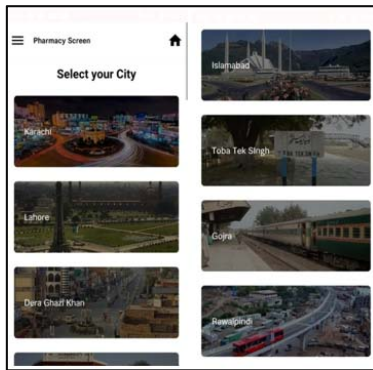 Pharmacy Screen
Select your City
Karachi
Lahore
Dera Ghazi Khan
Islamabad
Toba Tek Singh
Gojra
Rawalpindi